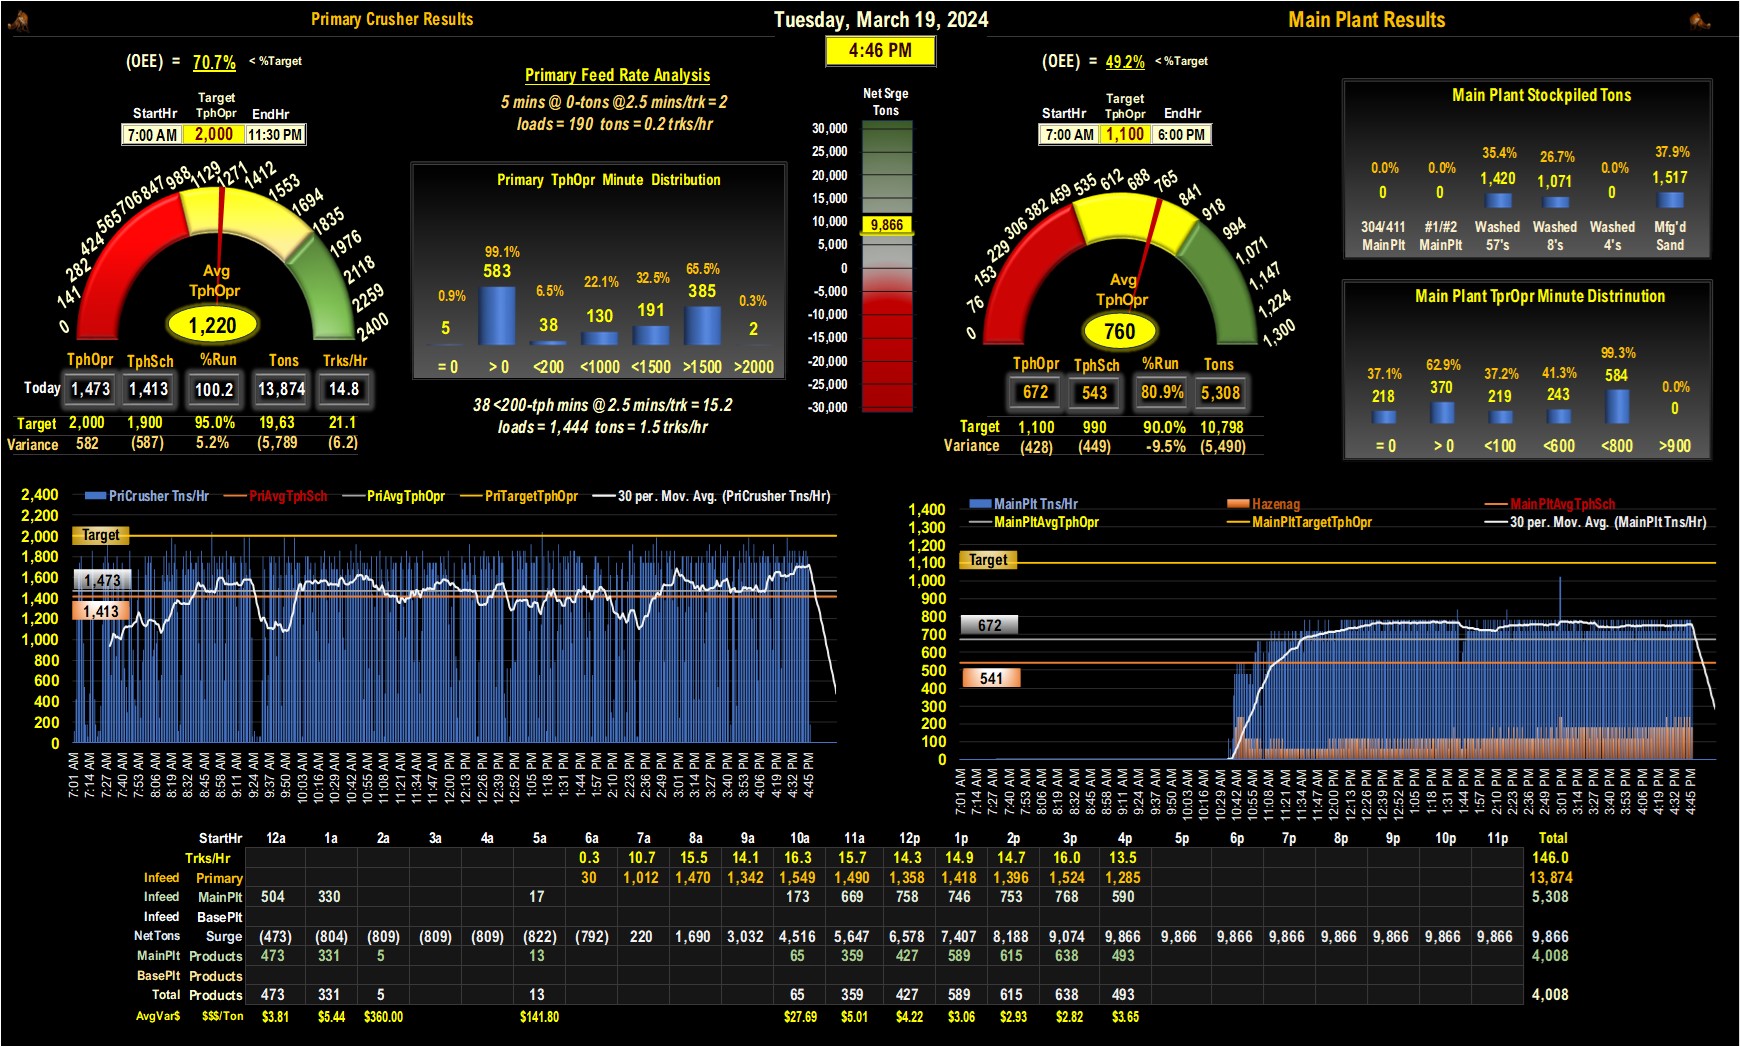 Primary Crusher Results
Tuesday, March 19, 2024
Main Plant Results
4:46 PM
(OEE) = 70.7% < %Target
StartHr Target TphOpr EndHr
7:00 AM 2,000 11:30 PM
0 141 282 424 565 706 847 988 1129 1271 1412 1553 1694 1835 1976 2118 2259 2400
Avg
TphOpr
1,220
TphOpr TphSch %Run Tons Trks/Hr
Today 1,473 1,413 100.2 13,874 14.8
Target 2,000 1,900 95.0% 19,63 21.1
Variance 582 (587) 5.2% (5,789 (6.2)
Primary Feed Rate Analysis
5 mins @ 0-tons @2.5 mins/trk = 2
loads = 190 tons = 0.2 trks/hr
Primary TphOpr Minute Distribution
0.9% 99.1% 6.5% 22.1% 32.5% 65.5% 0.3%
5 583 38 130 191 385 2
= 0 > 0 <200 <1000 <1500 >1500 >2000
38 <200-tph mins @ 2.5 mins/trk = 15.2
loads = 1,444 tons = 1.5 trks/hr
Net Srge
Tons
30,000
25,000
20,000
15,000
10,000
9,866
5,000
0
-5,000
-10,000
-15,000
-20,000
-25,000
-30,000
(OEE) = 49.2% < %Target
StartHr Target TphOpr EndHr
7:00 AM 1,100 6:00 PM
0 76 153 229 306 382 459 535 612 688 765 841 918 994 1,071 1,147 1,224 1,300
Avg
TphOpr
760
TphOpr TphSch %Run Tons
672 543 80.9% 5,308
Target 1,100 990 90.0% 10,798
Variance (428) (449) -9.5% (5,490)
Main Plant Stockpiled Tons
0.0% 0.0% 35.4% 26.7% 0.0% 37.9%
0 0 1,420 1,071 0 1,517
304/411 #1/#2 Washed Washed Washed Mfg'd
MainPlt MainPlt 57's 8's 4's Sand
Main Plant TprOpr Minute Distrinution
37.1% 62.9% 37.2% 41.3% 99.3% 0.0%
218 370 219 243 584 0
= 0 > 0 <100 <600 <800 >900
PriCrusher Tns/Hr PriAvgTphSch PriAvgTphOpr PriTargetTphOpr 30 per. Mov. Avg. (PriCrusher Tns/Hr)
2,400
2,200
2,000
1,800
1,600
1,400
1,200
1,000
800
600
400
200
0
Target
1,473
1,413
7:01 AM 7:14 AM 7:27 AM 7:40 AM 7:53 AM 8:06 AM 8:19 AM 8:32 AM 8:45 AM 8:58 AM 9:11 AM 9:24 AM 9:37 AM 9:50 AM 10:03 AM 10:16 AM 10:29 AM 10:42 AM 10:55 AM 11:08 AM 11:21 AM 11:34 AM 11:47 AM 12:00 PM 12:13 PM 12:26 PM 12:39 PM 12:52 PM 1:05 PM 1:18 PM 1:31 PM 1:44 PM 1:57 PM 2:10 PM 2:23 PM 2:36 PM 2:49 PM 3:01 PM 3:14 PM 3:27 PM 3:40 PM 3:53 PM 4:06 PM 4:19 PM 4:32 PM 4:45 PM
MainPlt Tns/Hr Hazenag MainPltAvgTphSch
MainPltAvgTphOpr MainPltTargetTphOpr 30 per. Mov. Avg. (MainPlt Tns/Hr)
1,400
1,300
1,200
1,100
1,000
900
800
700
600
500
400
300
200
100
0
Target
672
541
7:01 AM 7:14 AM 7:27 AM 7:40 AM 7:53 AM 8:06 AM 8:19 AM 8:32 AM 8:45 AM 8:58 AM 9:11 AM 9:24 AM 9:37 AM 9:50 AM 10:03 AM 10:16 AM 10:29 AM 10:42 AM 10:55 AM 11:08 AM 11:21 AM 11:34 AM 11:47 AM 12:00 PM 12:13 PM 12:26 PM 12:39 PM 12:52 PM 1:05 PM 1:18 PM 1:31 PM 1:44 PM 1:57 PM 2:10 PM 2:23 PM 2:36 PM 2:49 PM 3:01 PM 3:14 PM 3:27 PM 3:40 PM 3:53 PM 4:06 PM 4:19 PM 4:32 PM 4:45 PM
StartHr 12a 1a 2a 3a 4a 5a 6a 7a 8a 9a 10a 11a 12p 1p 2p 3p 4p 5p 6p 7p 8p 9p 10p 11p Total
Trks/Hr 0.3 10.7 15.5 14.1 16.3 15.7 14.3 14.9 14.7 16.0 13.5 146.0
Infeed Primary 30 1,012 1,470 1,342 1,549 1,490 1,358 1,418 1,396 1,524 1,285 13,874
Infeed MainPlt 504 330 17 173 669 758 746 753 768 590 5,308
Infeed BasePlt
NetTons Surge (473) (804) (809) (809) (809) (822) (792) 220 1,690 3,032 4,516 5,647 6,578 7,407 8,188 9,074 9,866 9,866 9,866 9,866 9,866 9,866 9,866 9,866 9,866
MainPlt Products 473 331 5 13 65 359 427 589 615 638 493 4,008
BasePlt Products
Total Products 473 331 5 13 65 359 427 589 615 638 493 4,008
AvgVar$ $$$/Ton $3.81 $5.44 $360.00 $141.80 $27.69 $5.01 $4.22 $3.06 $2.93 $2.82 $3.65